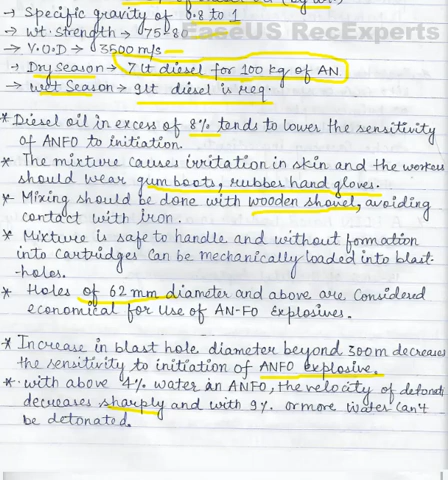 → Specific gravity of 0.8 to 1
→ wt. strength → 75-80
EaseUS RecExperts
→ V.O.D → 3500 m/s
→ Dry season → 7 lt diesel for 100 kg of AN
→ wet season → 9lt diesel is req.
* Diesel oil in excess of 8% tends to lower the sensitivity
of ANFO to initiation.
* The mixture causes irritation in skin and the workers
should wear gum boots, rubber hand gloves.
* Mixing should be done with wooden shovel, avoiding
contact with iron.
* Mixture is safe to handle and without formation
into cartridges can be mechanically loaded into blast-
-holes.
* Holes of 62 mm diameter and above are considered
economical for use of AN-FO explosives.
* Increase in blast hole diameter beyond 300m decreases
the sensitivity to initiation of ANFO explosive.
* with above 4% water in ANFO, the velocity of detonat
decreases sharply and with 9% or more water can't
be detonated.